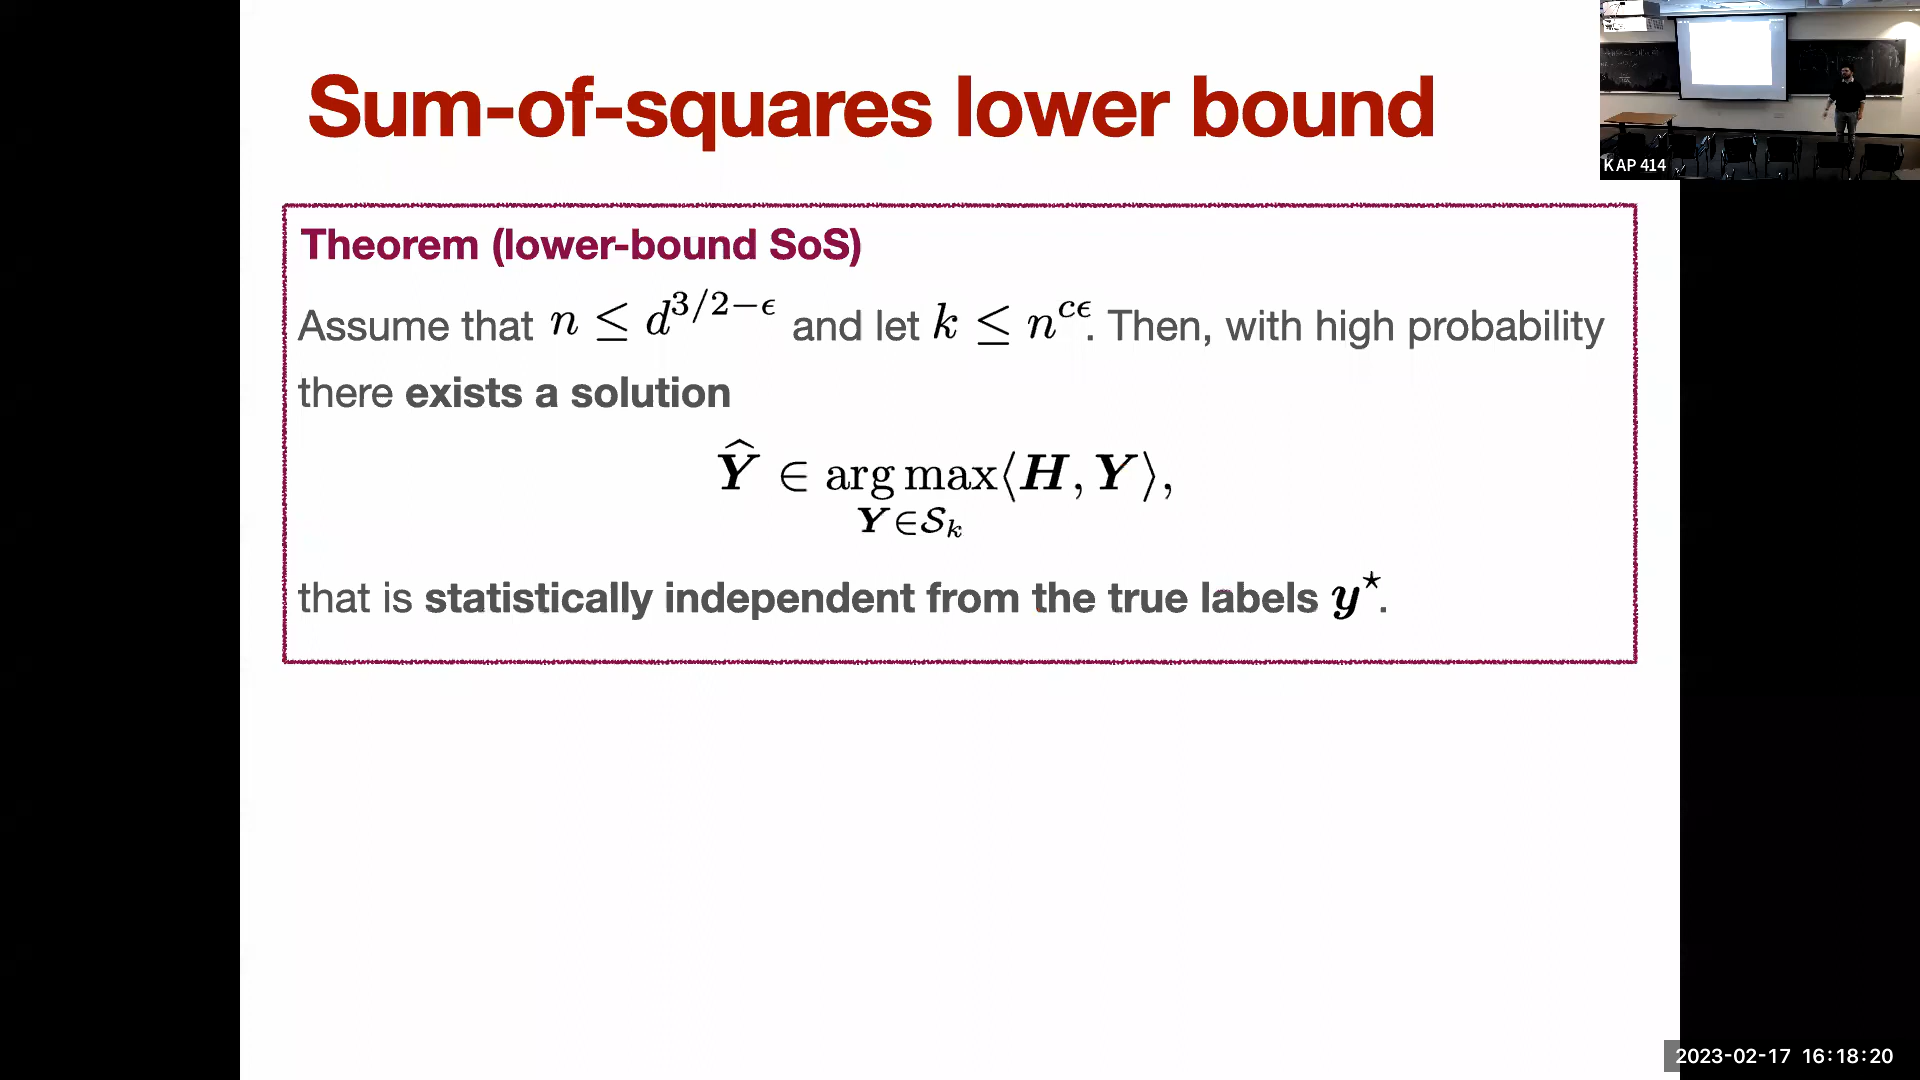 Sum-of-squares lower bound
KAP 414
Theorem (lower-bound SoS)
Assume that n ≤ d^{3/2−ϵ} and let k ≤ n^{cϵ}. Then, with high probability
there exists a solution
Ŷ ∈ arg max⟨H, Y⟩,
Y∈S_k
that is statistically independent from the true labels y^⋆.
2023-02-17 16:18:20